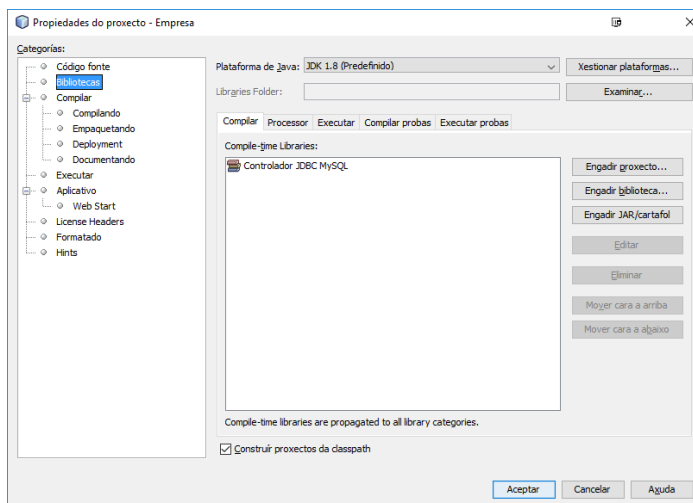 Propiedades do proxecto - Empresa
Categorías:
Código fonte
Bibliotecas
Compilar
Compilando
Empaquetando
Deployment
Documentando
Executar
Aplicativo
Web Start
License Headers
Formatado
Hints
Plataforma de Java: JDK 1.8 (Predefinido) Xestionar plataformas...
Libraries Folder: Examinar...
Compilar Processor Executar Compilar probas Executar probas
Compile-time Libraries:
Controlador JDBC MySQL
Engadir proxecto...
Engadir biblioteca...
Engadir JAR/cartafol
Editar
Eliminar
Mover cara a arriba
Mover cara a abaixo
Compile-time libraries are propagated to all library categories.
Construír proxectos da classpath
Aceptar Cancelar Axuda